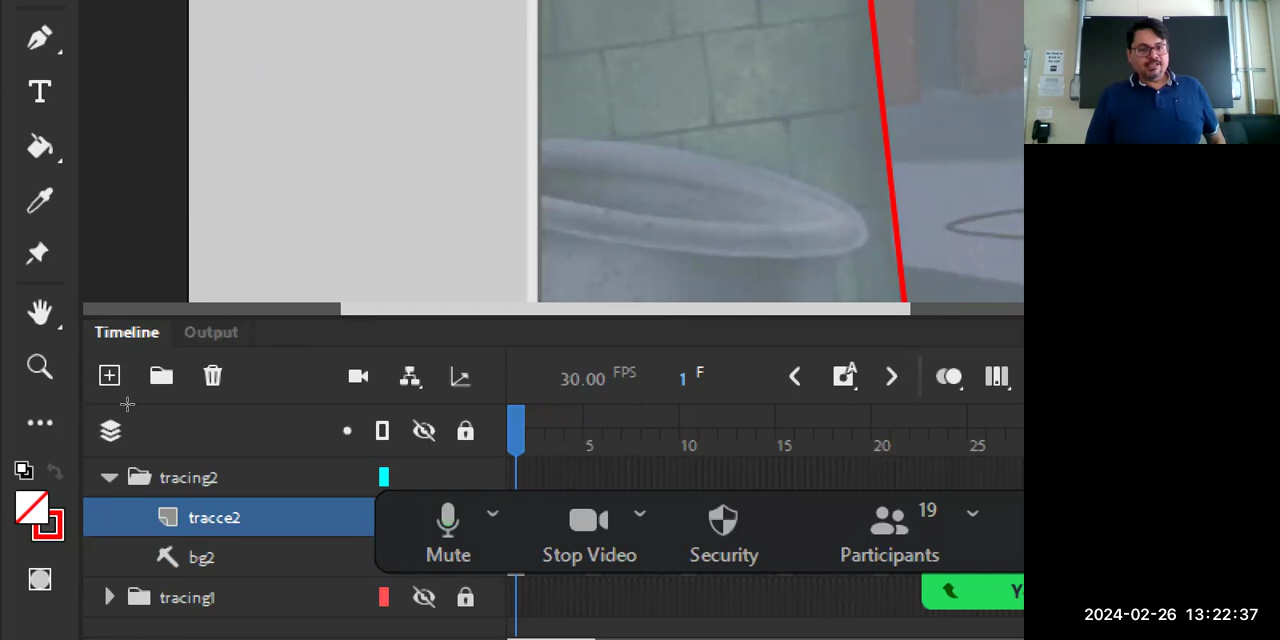 T
Timeline Output
30.00 FPS 1 F
A
5 10 15 20 25
tracing2
tracce2
19
Mute Stop Video Security Participants
bg2
tracing1
2024-02-26 13:22:37